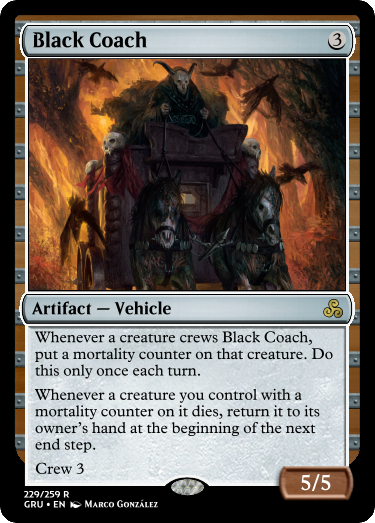 Black Coach 3
Artifact — Vehicle
Whenever a creature crews Black Coach,
put a mortality counter on that creature. Do
this only once each turn.
Whenever a creature you control with a
mortality counter on it dies, return it to its
owner's hand at the beginning of the next
end step.
Crew 3
5/5
229/259 R
GRU • EN Marco González